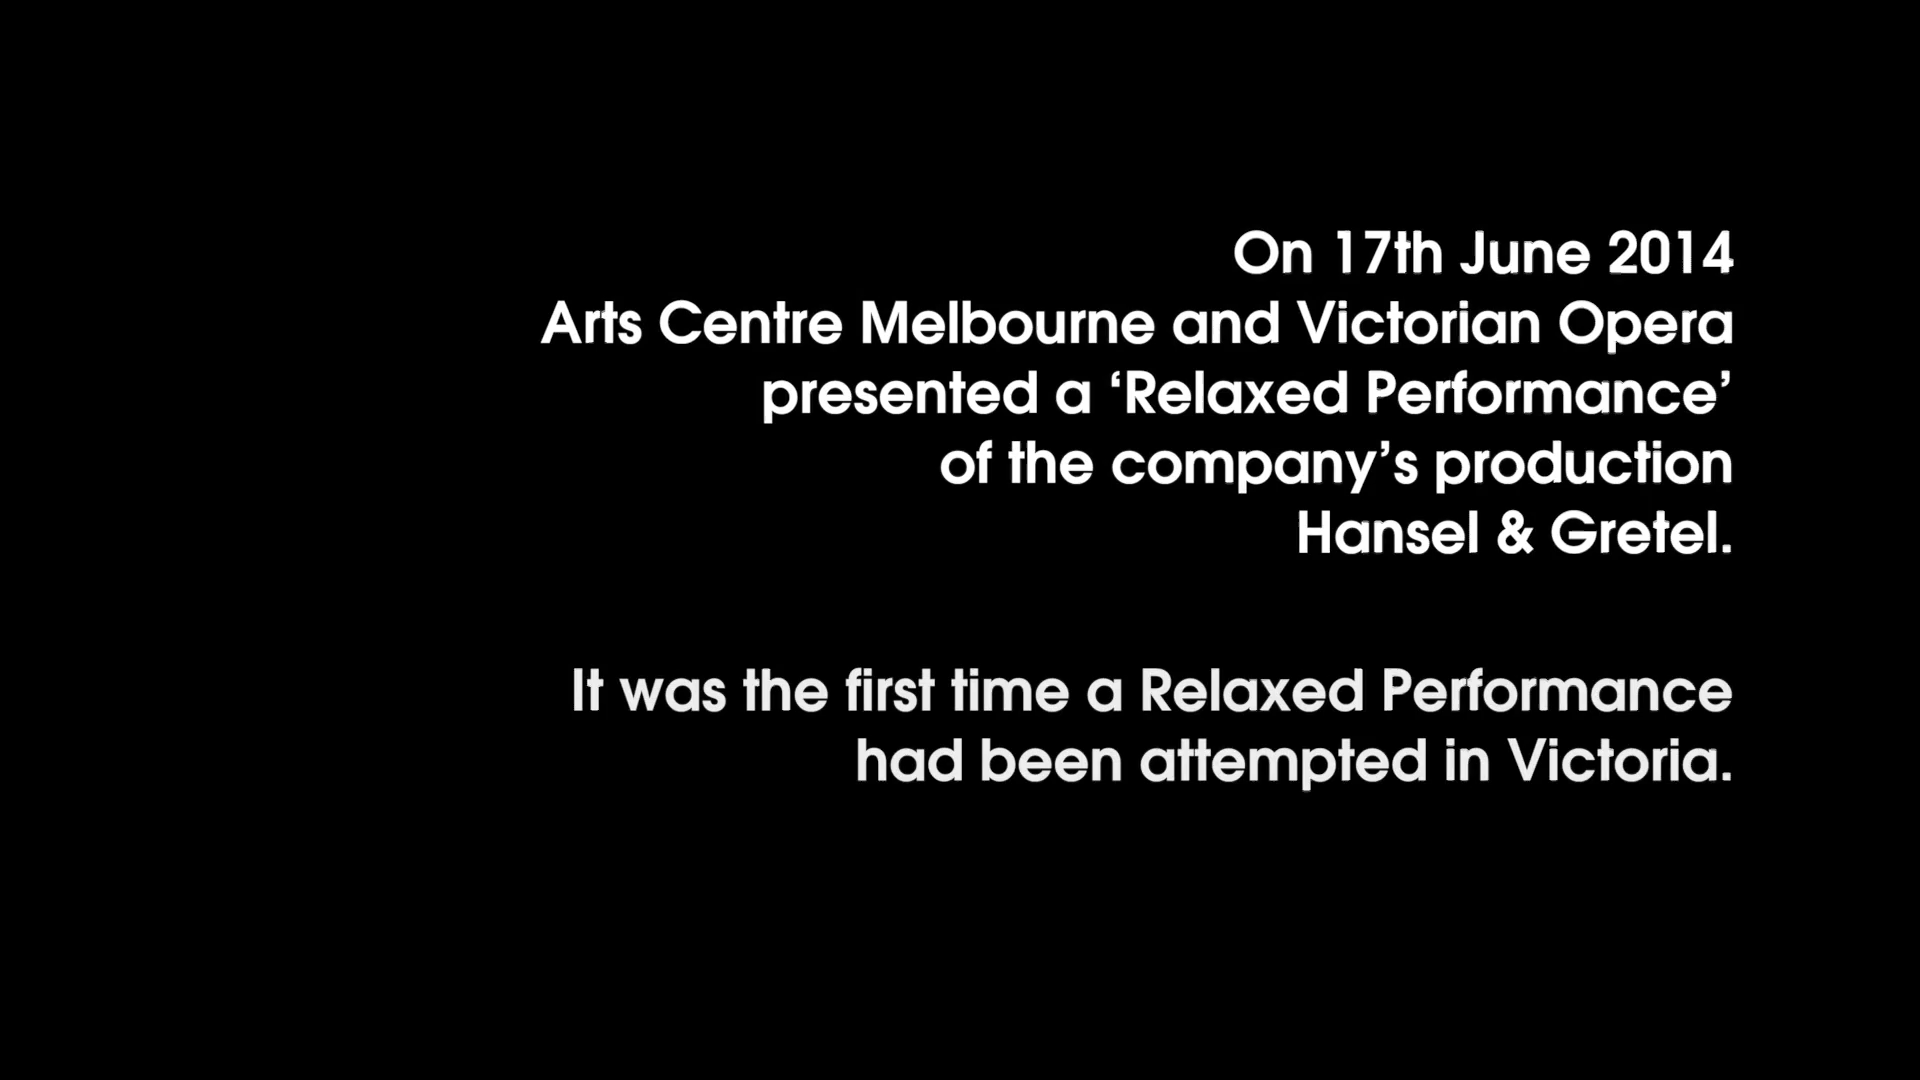 On 17th June 2014
Arts Centre Melbourne and Victorian Opera
presented a ‘Relaxed Performance’
of the company’s production
Hansel & Gretel.
It was the first time a Relaxed Performance
had been attempted in Victoria.